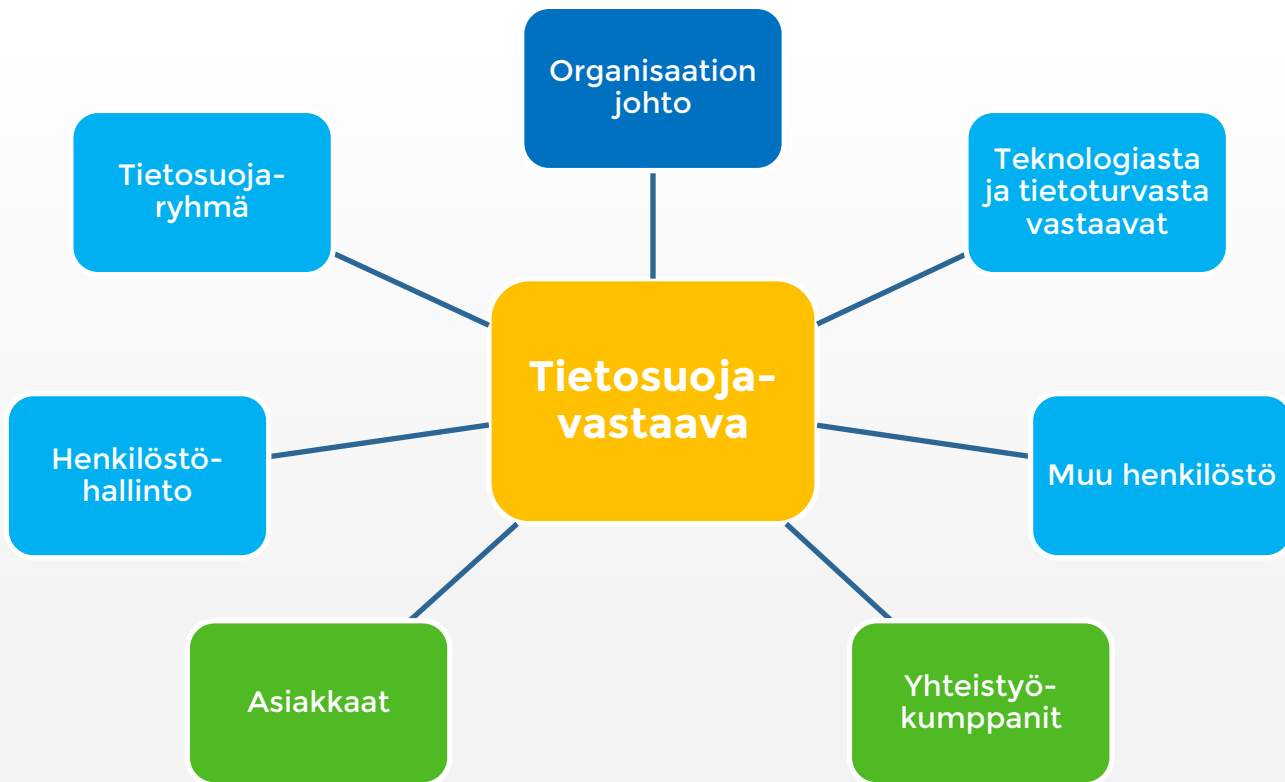 Organisaation
johto
Tietosuoja-
ryhmä
Teknologiasta
ja tietoturvasta
vastaavat
Tietosuoja-
vastaava
Henkilöstö-
hallinto
Muu henkilöstö
Asiakkaat
Yhteistyö-
kumppanit